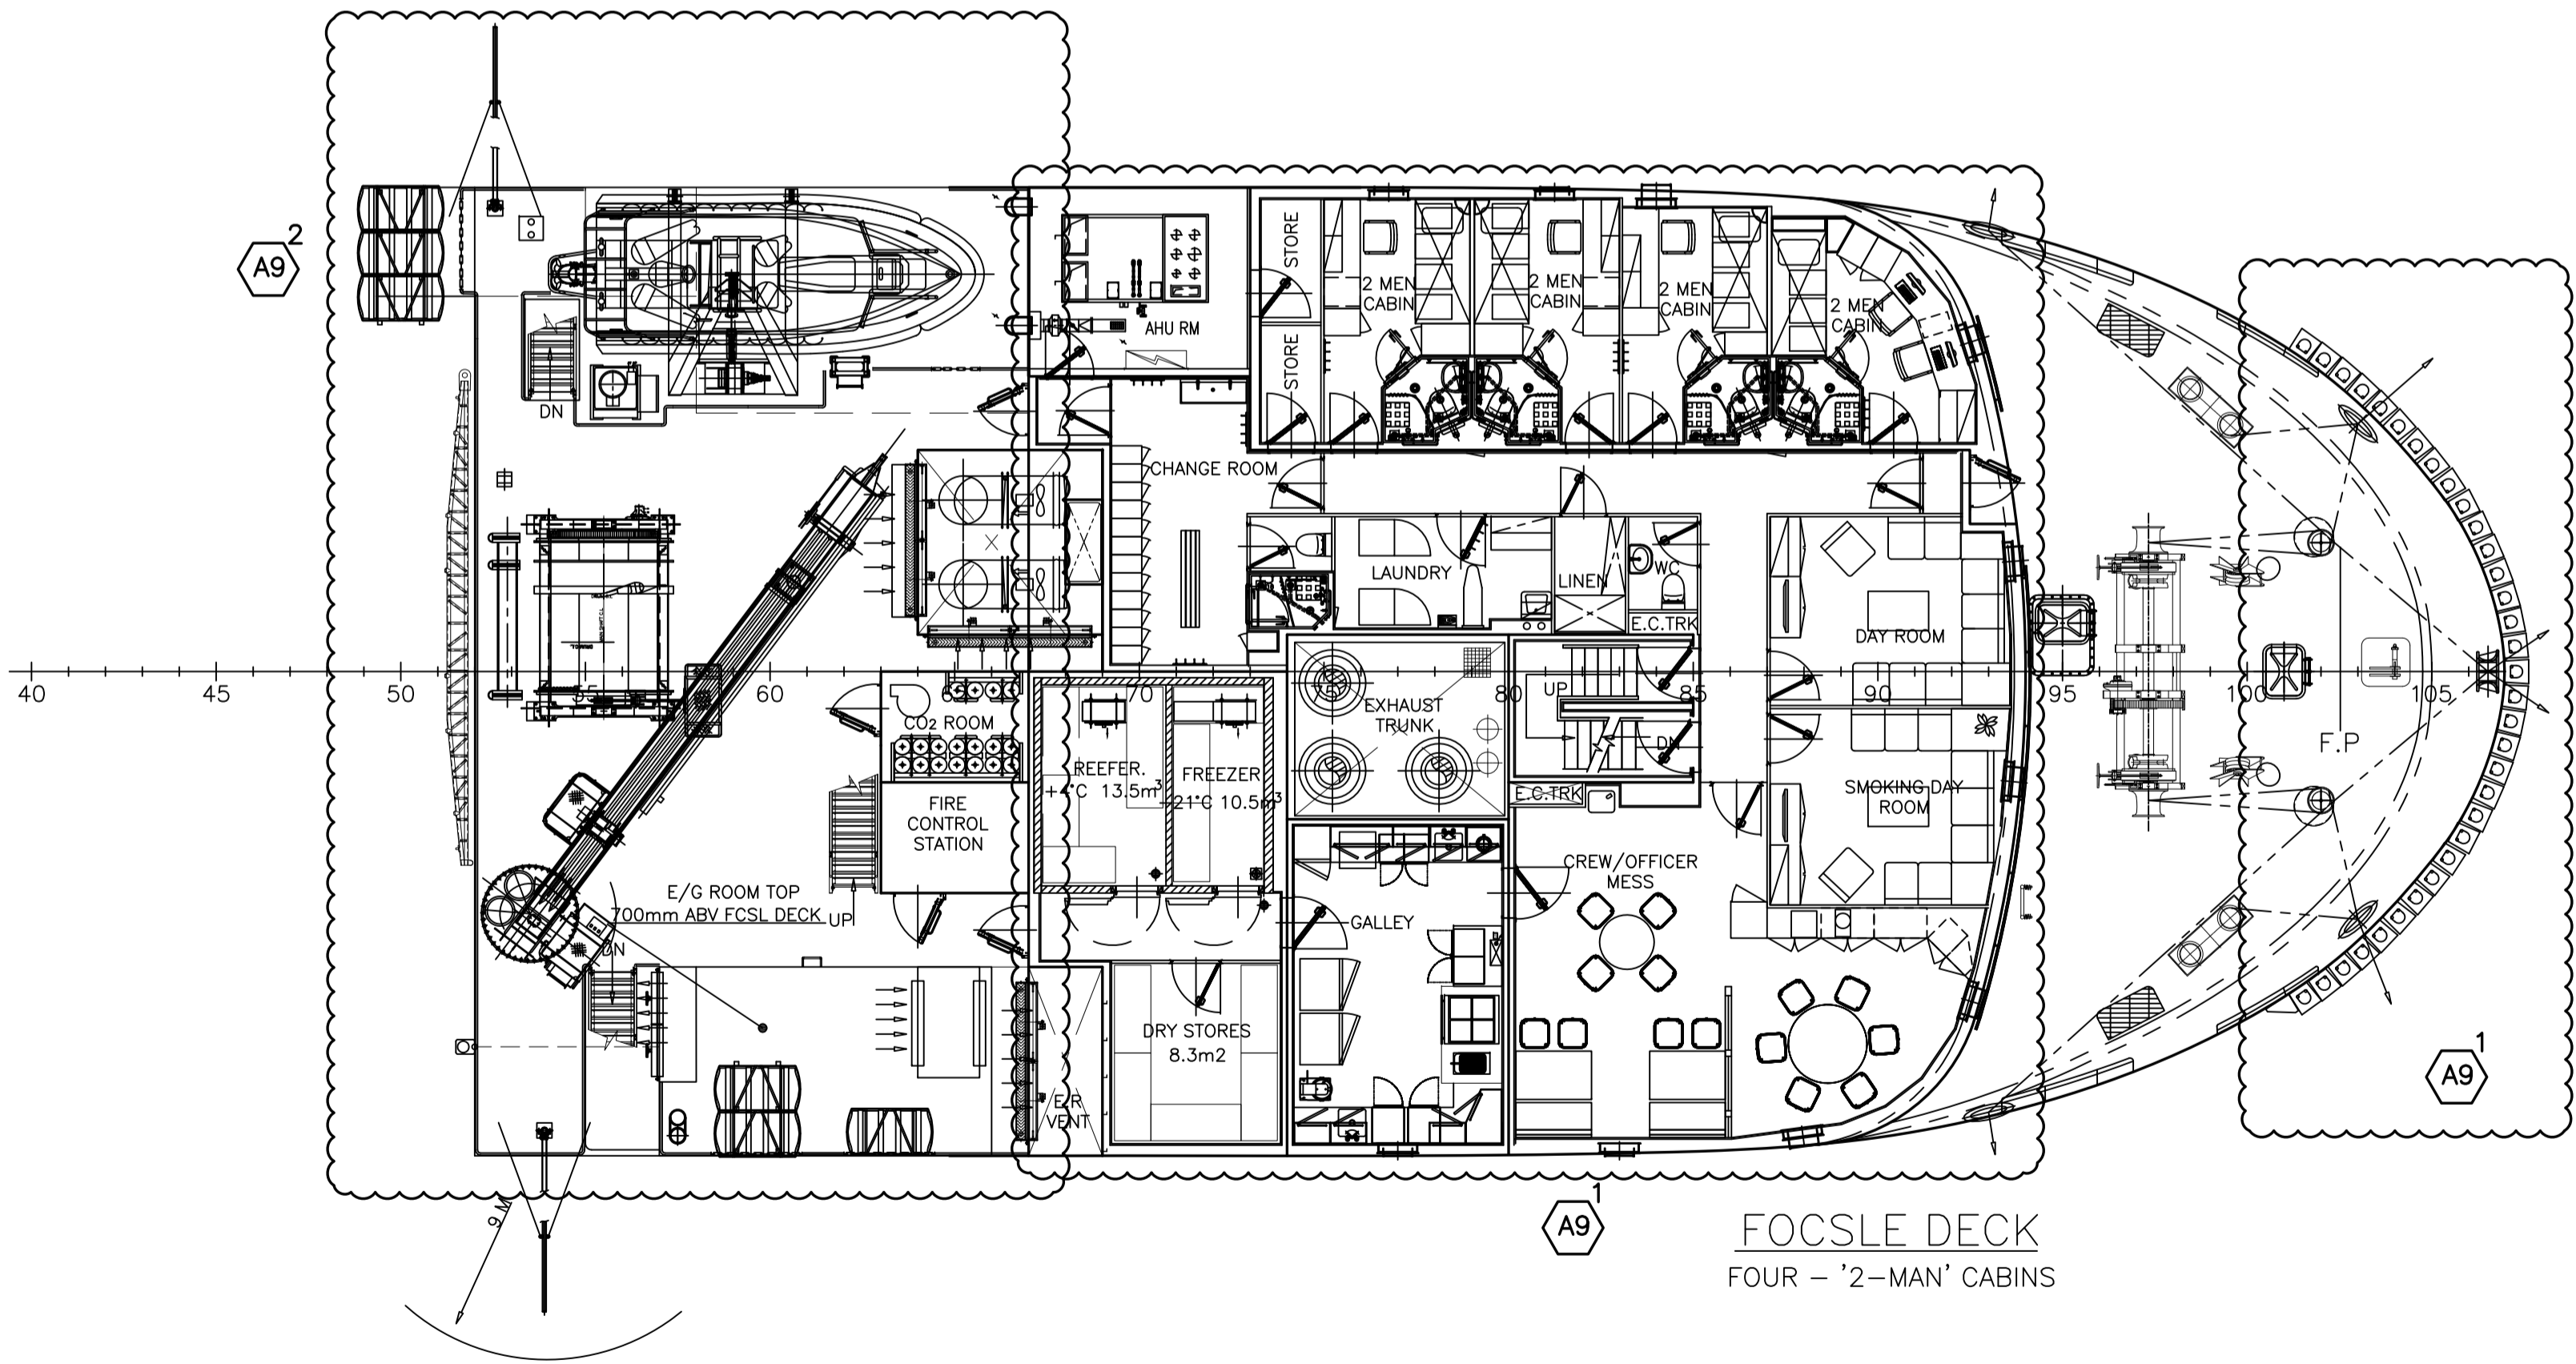 2
A9
STORE
STORE
2 MEN
CABIN
2 MEN
CABIN
2 MEN
CABIN
2 MEN
CABIN
AHU RM
DN
CHANGE ROOM
LAUNDRY
LINEN
WC
E.C.TRK
DAY ROOM
40
45
50
55
60
65
70
75
80
85
90
95
100
105
UP
DN
EXHAUST
TRUNK
CO2 ROOM
F.P
REEFER.
+4°C 13.5m³
FREEZER
-21°C 10.5m³
E.C.TRK
SMOKING DAY
ROOM
FIRE
CONTROL
STATION
CREW/OFFICER
MESS
E/G ROOM TOP
700mm ABV FCSL DECK
UP
GALLEY
DN
DRY STORES
8.3m2
E/R
VENT
1
A9
9 M
1
A9
FOCSLE DECK
FOUR – '2–MAN' CABINS